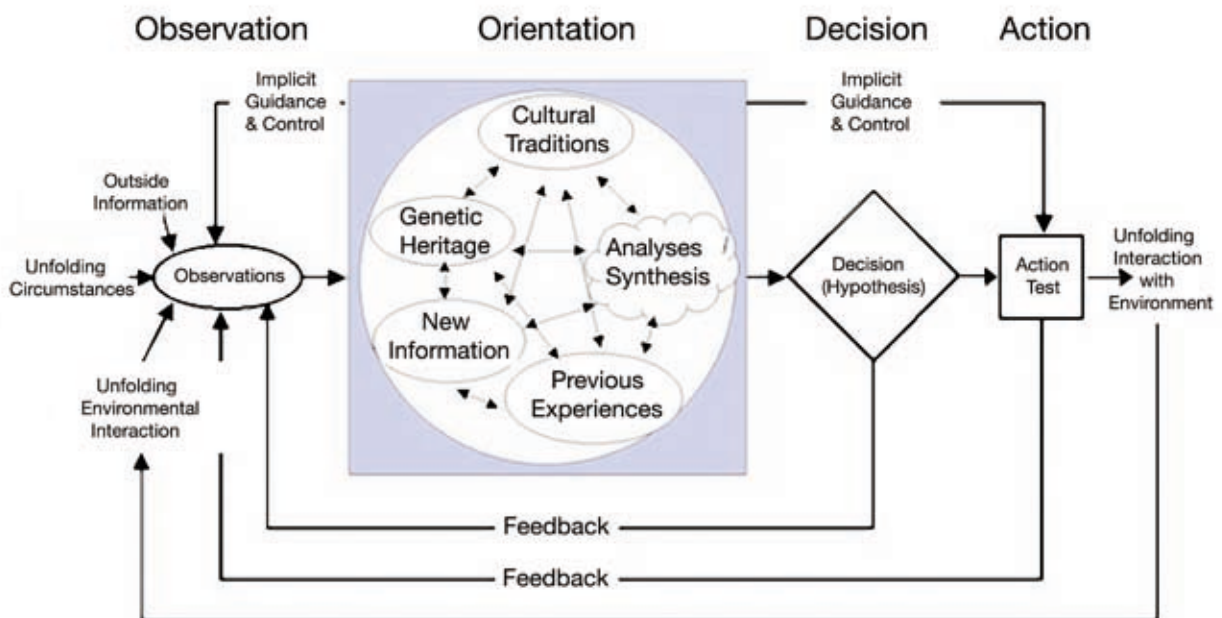 Observation
Orientation
Decision
Action
Implicit
Guidance
& Control
Implicit
Guidance
& Control
Cultural
Traditions
Outside
Information
Genetic
Heritage
Analyses
Synthesis
Unfolding
Circumstances
Observations
Decision
(Hypothesis)
Action
Test
Unfolding
Interaction
with
Environment
New
Information
Previous
Experiences
Unfolding
Environmental
Interaction
Feedback
Feedback